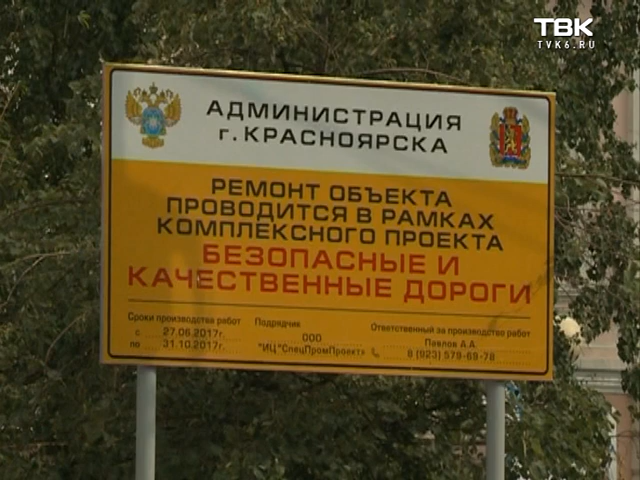 ТВК
TVK6.RU
АДМИНИСТРАЦИЯ
г. КРАСНОЯРСКА
РЕМОНТ ОБЪЕКТА
ПРОВОДИТСЯ В РАМКАХ
КОМПЛЕКСНОГО ПРОЕКТА
БЕЗОПАСНЫЕ И
КАЧЕСТВЕННЫЕ ДОРОГИ
Сроки производства работ
с 27.06.2017г.
по 31.10.2017г.
Подрядчик
ООО
"ИЦ"СпецПромПроект»
Ответственный за производство работ
Павлов А.А.
8 (923) 579-69-78